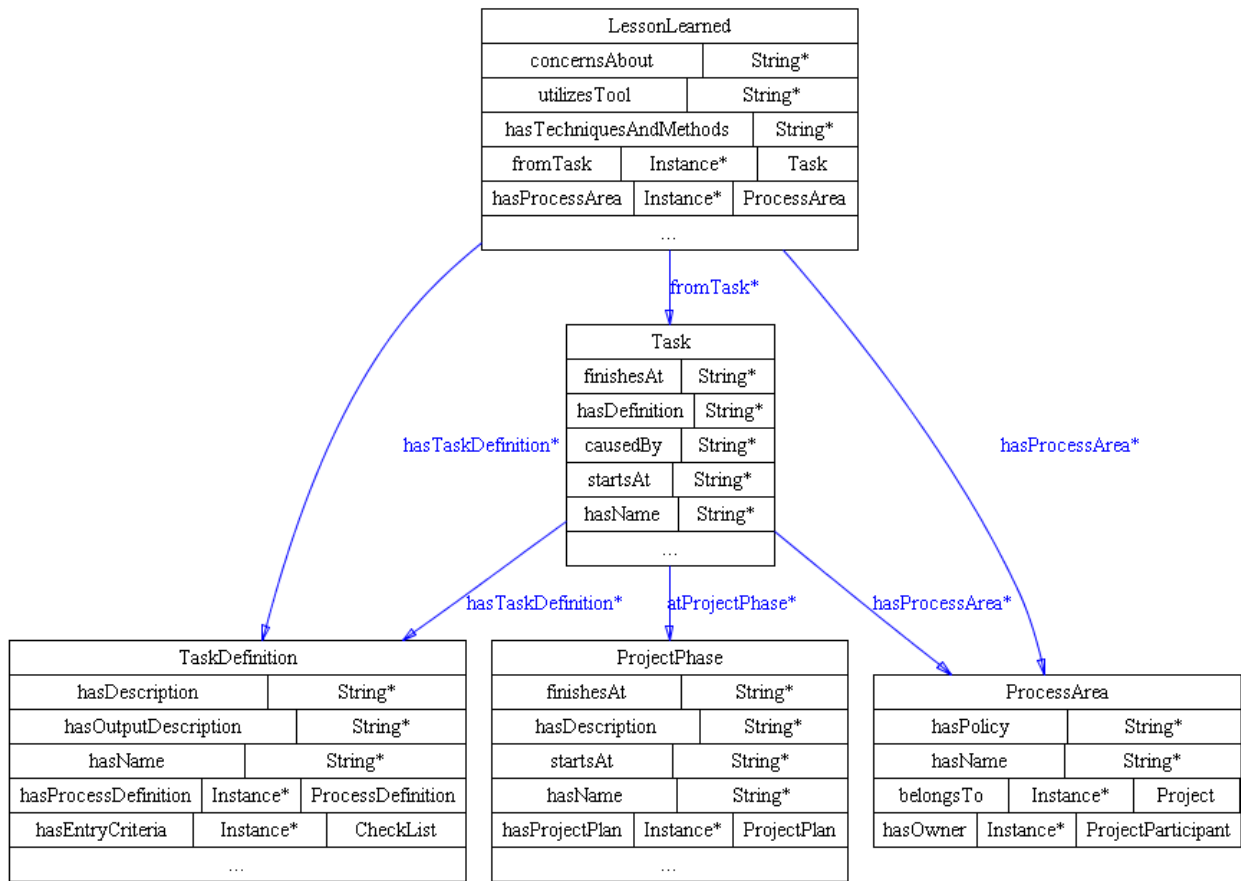 LessonLearned
concernsAbout String*
utilizesTool String*
hasTechniquesAndMethods String*
fromTask Instance* Task
hasProcessArea Instance* ProcessArea
...
fromTask*
Task
finishesAt String*
hasDefinition String*
causedBy String*
startsAt String*
hasName String*
...
hasTaskDefinition*
hasProcessArea*
hasTaskDefinition*
atProjectPhase*
hasProcessArea*
TaskDefinition
hasDescription String*
hasOutputDescription String*
hasName String*
hasProcessDefinition Instance* ProcessDefinition
hasEntryCriteria Instance* CheckList
...
ProjectPhase
finishesAt String*
hasDescription String*
startsAt String*
hasName String*
hasProjectPlan Instance* ProjectPlan
...
ProcessArea
hasPolicy String*
hasName String*
belongsTo Instance* Project
hasOwner Instance* ProjectParticipant